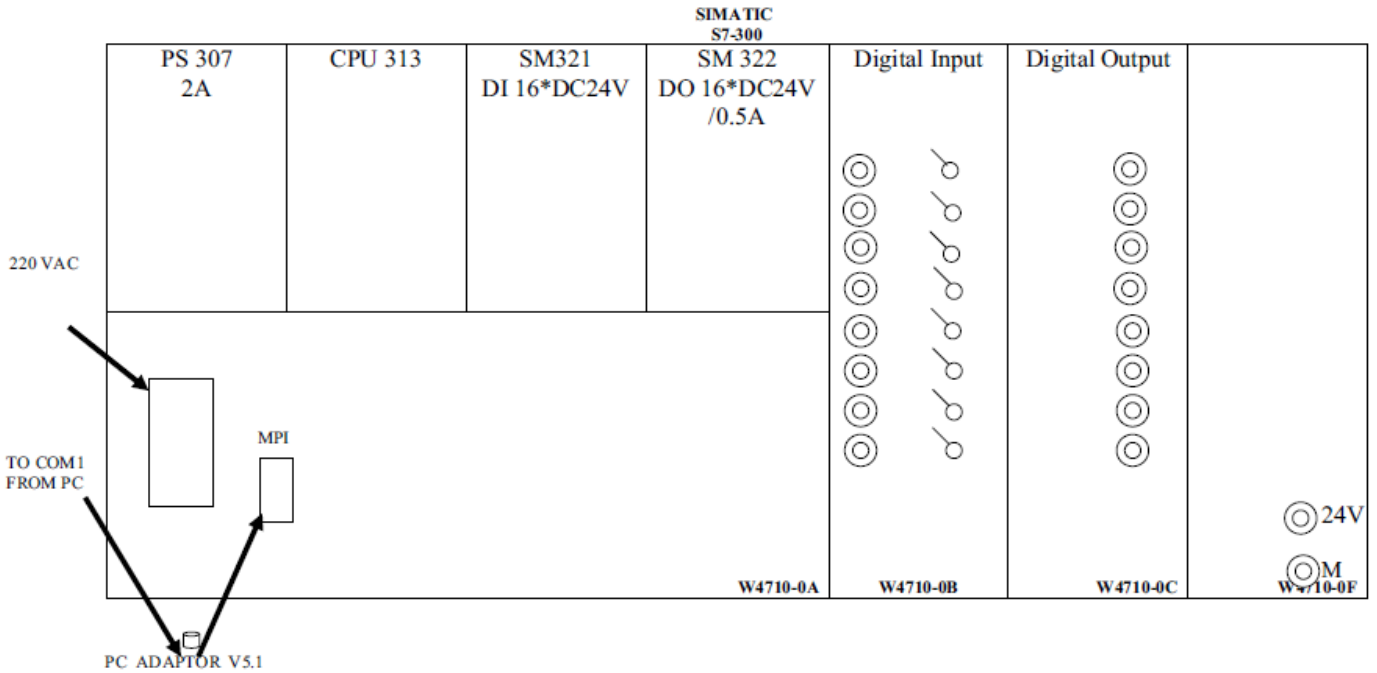 SIMATIC
S7-300
PS 307
2A
CPU 313
SM321
DI 16*DC24V
SM 322
DO 16*DC24V
/0.5A
Digital Input
Digital Output
220 VAC
MPI
TO COM1
FROM PC
24V
M
W4710-0A
W4710-0B
W4710-0C
W4710-0F
PC ADAPTOR V5.1